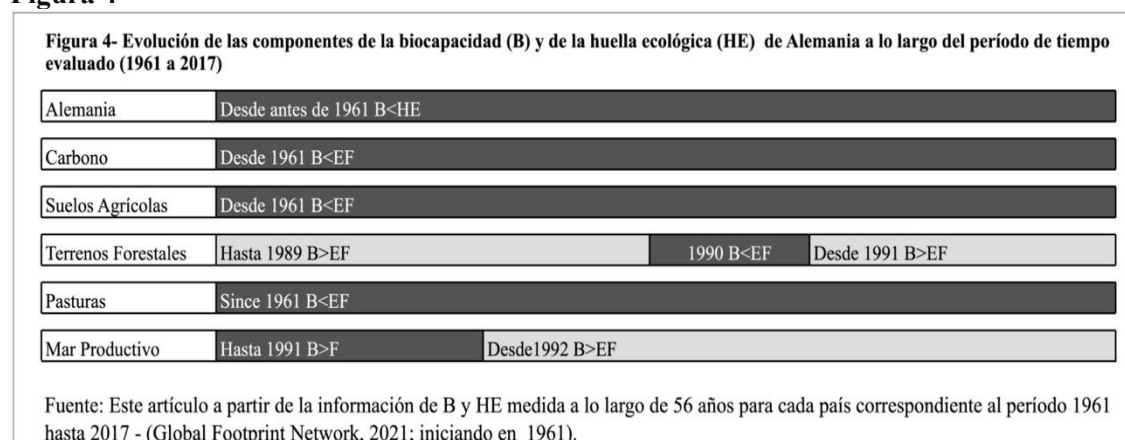 Figura 4- Evolución de las componentes de la biocapacidad (B) y de la huella ecológica (HE) de Alemania a lo largo del período de tiempo
evaluado (1961 a 2017)
Alemania Desde antes de 1961 B<HE
Carbono Desde 1961 B<EF
Suelos Agrícolas Desde 1961 B<EF
Terrenos Forestales Hasta 1989 B>EF 1990 B<EF Desde 1991 B>EF
Pasturas Since 1961 B<EF
Mar Productivo Hasta 1991 B>F Desde1992 B>EF
Fuente: Este artículo a partir de la información de B y HE medida a lo largo de 56 años para cada país correspondiente al período 1961
hasta 2017 - (Global Footprint Network, 2021; iniciando en 1961).